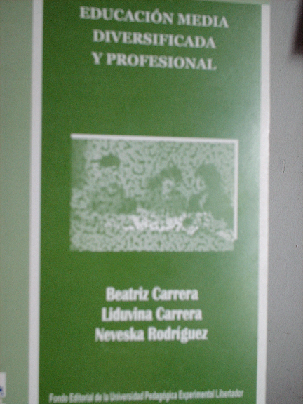 EDUCACIÓN MEDIA
DIVERSIFICADA
Y PROFESIONAL
Beatriz Carrera
Liduvina Carrera
Neveska Rodríguez
Fondo Editorial de la Universidad Pedagógica Experimental Libertador